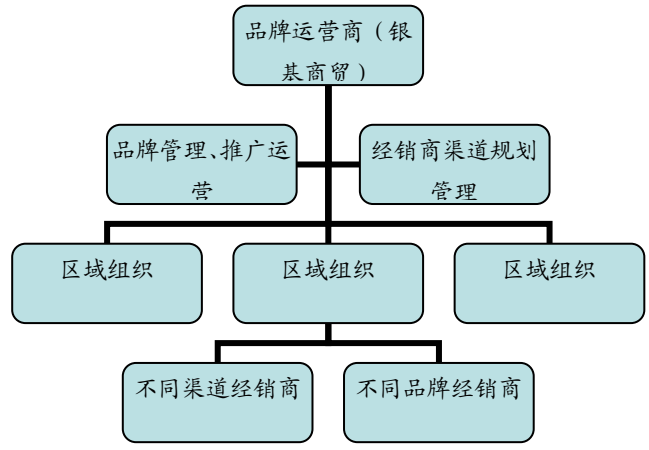 品牌运营商（银
基商贸）
品牌管理、推广运
营
经销商渠道规划
管理
区域组织
区域组织
区域组织
不同渠道经销商
不同品牌经销商